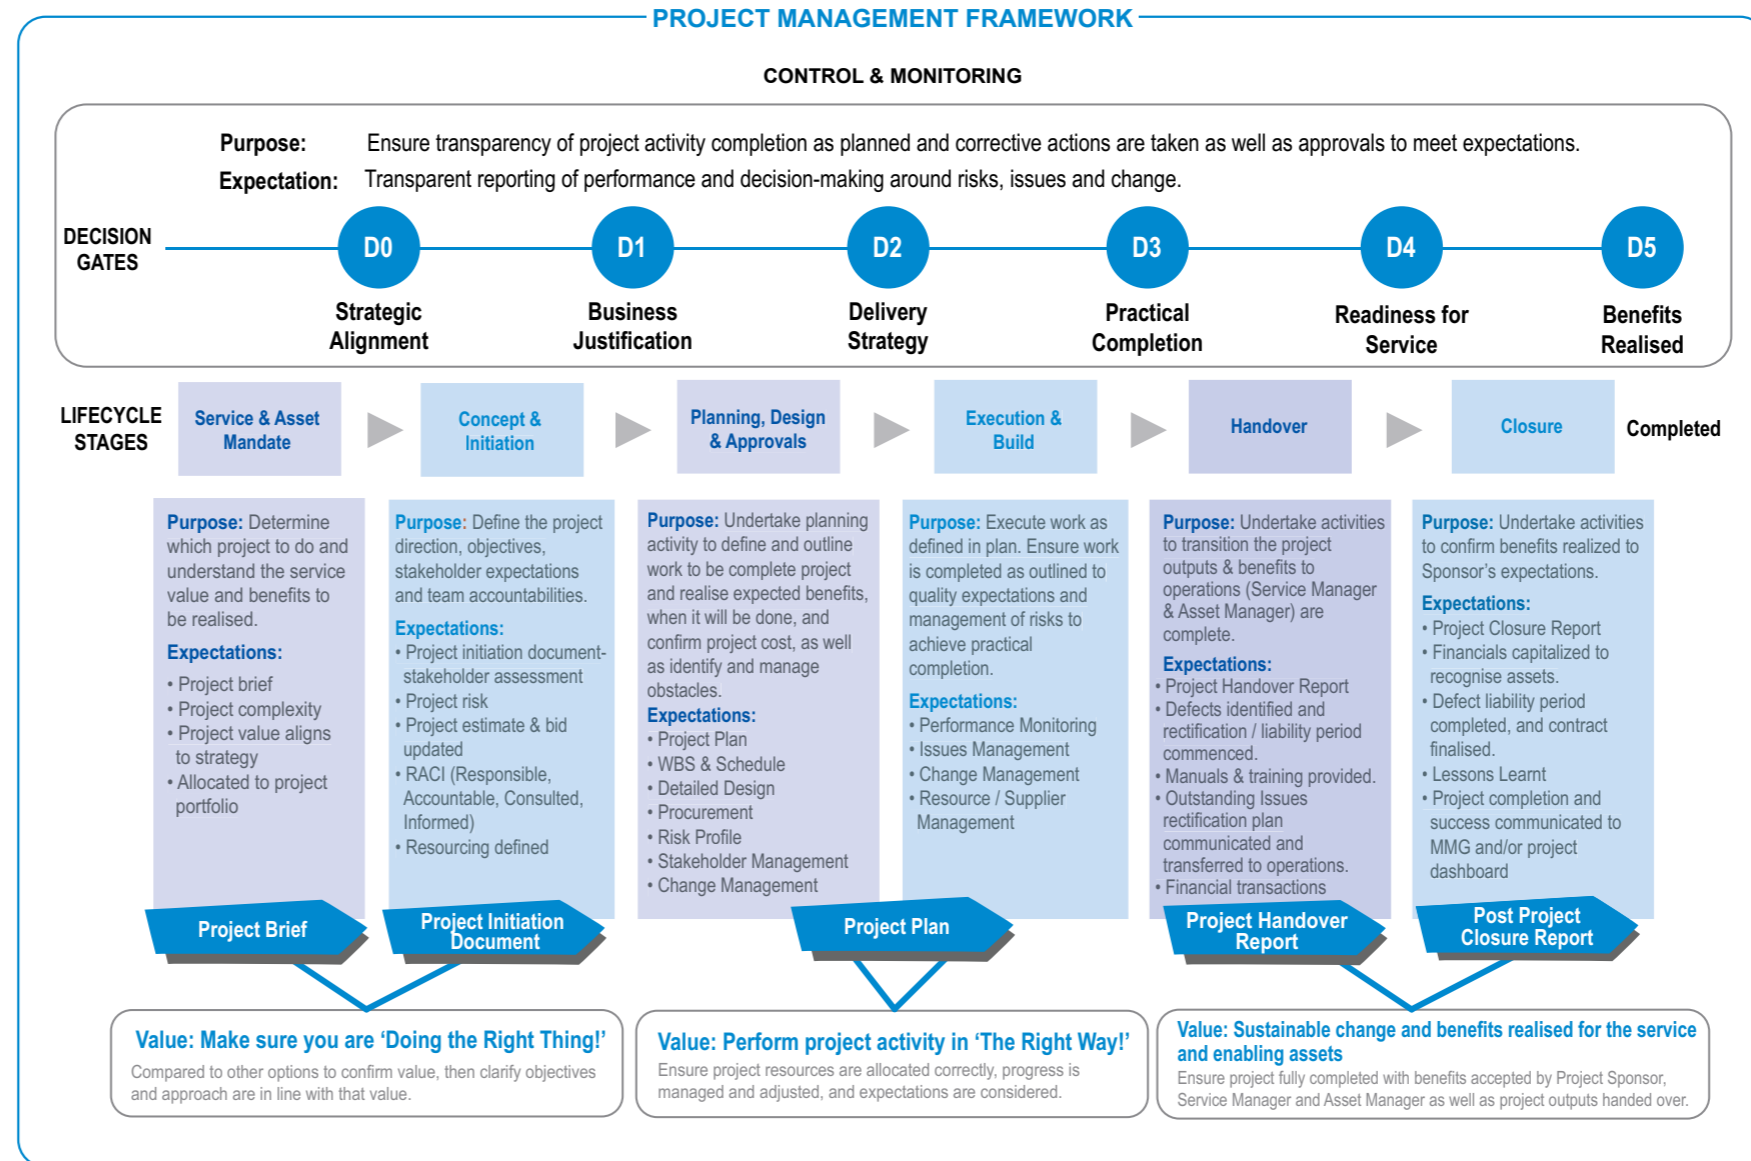 PROJECT MANAGEMENT FRAMEWORK
CONTROL & MONITORING
Purpose: Ensure transparency of project activity completion as planned and corrective actions are taken as well as approvals to meet expectations.
Expectation: Transparent reporting of performance and decision-making around risks, issues and change.
DECISION
GATES
D0
D1
D2
D3
D4
D5
Strategic
Alignment
Business
Justification
Delivery
Strategy
Practical
Completion
Readiness for
Service
Benefits
Realised
LIFECYCLE
STAGES
Service & Asset
Mandate
Concept &
Initiation
Planning, Design
& Approvals
Execution &
Build
Handover
Closure
Completed
Purpose: Determine
which project to do and
understand the service
value and benefits to
be realised.
Expectations:
• Project brief
• Project complexity
• Project value aligns
to strategy
• Allocated to project
portfolio
Purpose: Define the project
direction, objectives,
stakeholder expectations
and team accountabilities.
Expectations:
• Project initiation document-
stakeholder assessment
• Project risk
• Project estimate & bid
updated
• RACI (Responsible,
Accountable, Consulted,
Informed)
• Resourcing defined
Purpose: Undertake planning
activity to define and outline
work to be complete project
and realise expected benefits,
when it will be done, and
confirm project cost, as well
as identify and manage
obstacles.
Expectations:
• Project Plan
• WBS & Schedule
• Detailed Design
• Procurement
• Risk Profile
• Stakeholder Management
• Change Management
Purpose: Execute work as
defined in plan. Ensure work
is completed as outlined to
quality expectations and
management of risks to
achieve practical
completion.
Expectations:
• Performance Monitoring
• Issues Management
• Change Management
• Resource / Supplier
Management
Purpose: Undertake activities
to transition the project
outputs & benefits to
operations (Service Manager
& Asset Manager) are
complete.
Expectations:
• Project Handover Report
• Defects identified and
rectification / liability period
commenced.
• Manuals & training provided.
• Outstanding Issues
rectification plan
communicated and
transferred to operations.
• Financial transactions
Purpose: Undertake activities
to confirm benefits realized to
Sponsor's expectations.
Expectations:
• Project Closure Report
• Financials capitalized to
recognise assets.
• Defect liability period
completed, and contract
finalised.
• Lessons Learnt
• Project completion and
success communicated to
MMG and/or project
dashboard
Project Brief
Project Initiation
Document
Project Plan
Project Handover
Report
Post Project
Closure Report
Value: Make sure you are ‘Doing the Right Thing!’
Compared to other options to confirm value, then clarify objectives
and approach are in line with that value.
Value: Perform project activity in ‘The Right Way!’
Ensure project resources are allocated correctly, progress is
managed and adjusted, and expectations are considered.
Value: Sustainable change and benefits realised for the service
and enabling assets
Ensure project fully completed with benefits accepted by Project Sponsor,
Service Manager and Asset Manager as well as project outputs handed over.